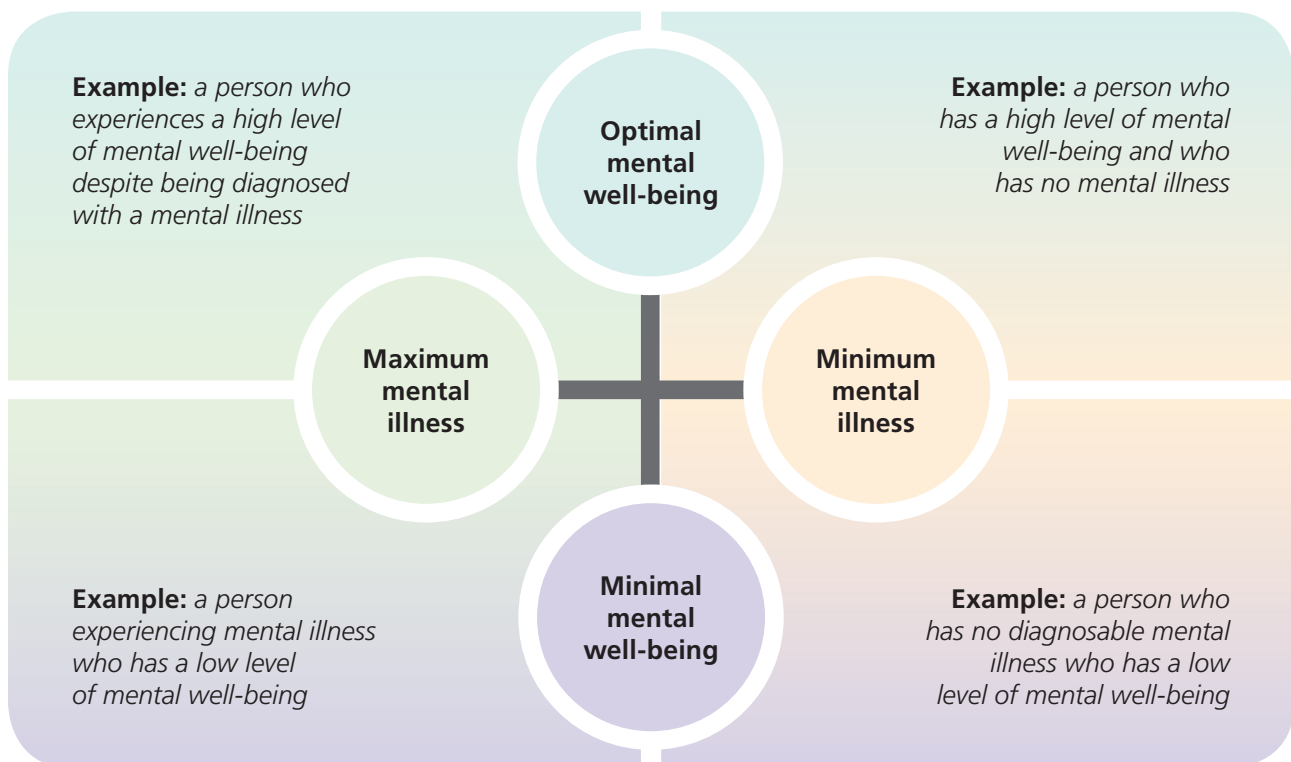 Example: a person who
experiences a high level
of mental well-being
despite being diagnosed
with a mental illness
Optimal
mental
well-being
Example: a person who
has a high level of mental
well-being and who
has no mental illness
Maximum
mental
illness
Minimum
mental
illness
Example: a person
experiencing mental illness
who has a low level
of mental well-being
Minimal
mental
well-being
Example: a person who
has no diagnosable mental
illness who has a low
level of mental well-being